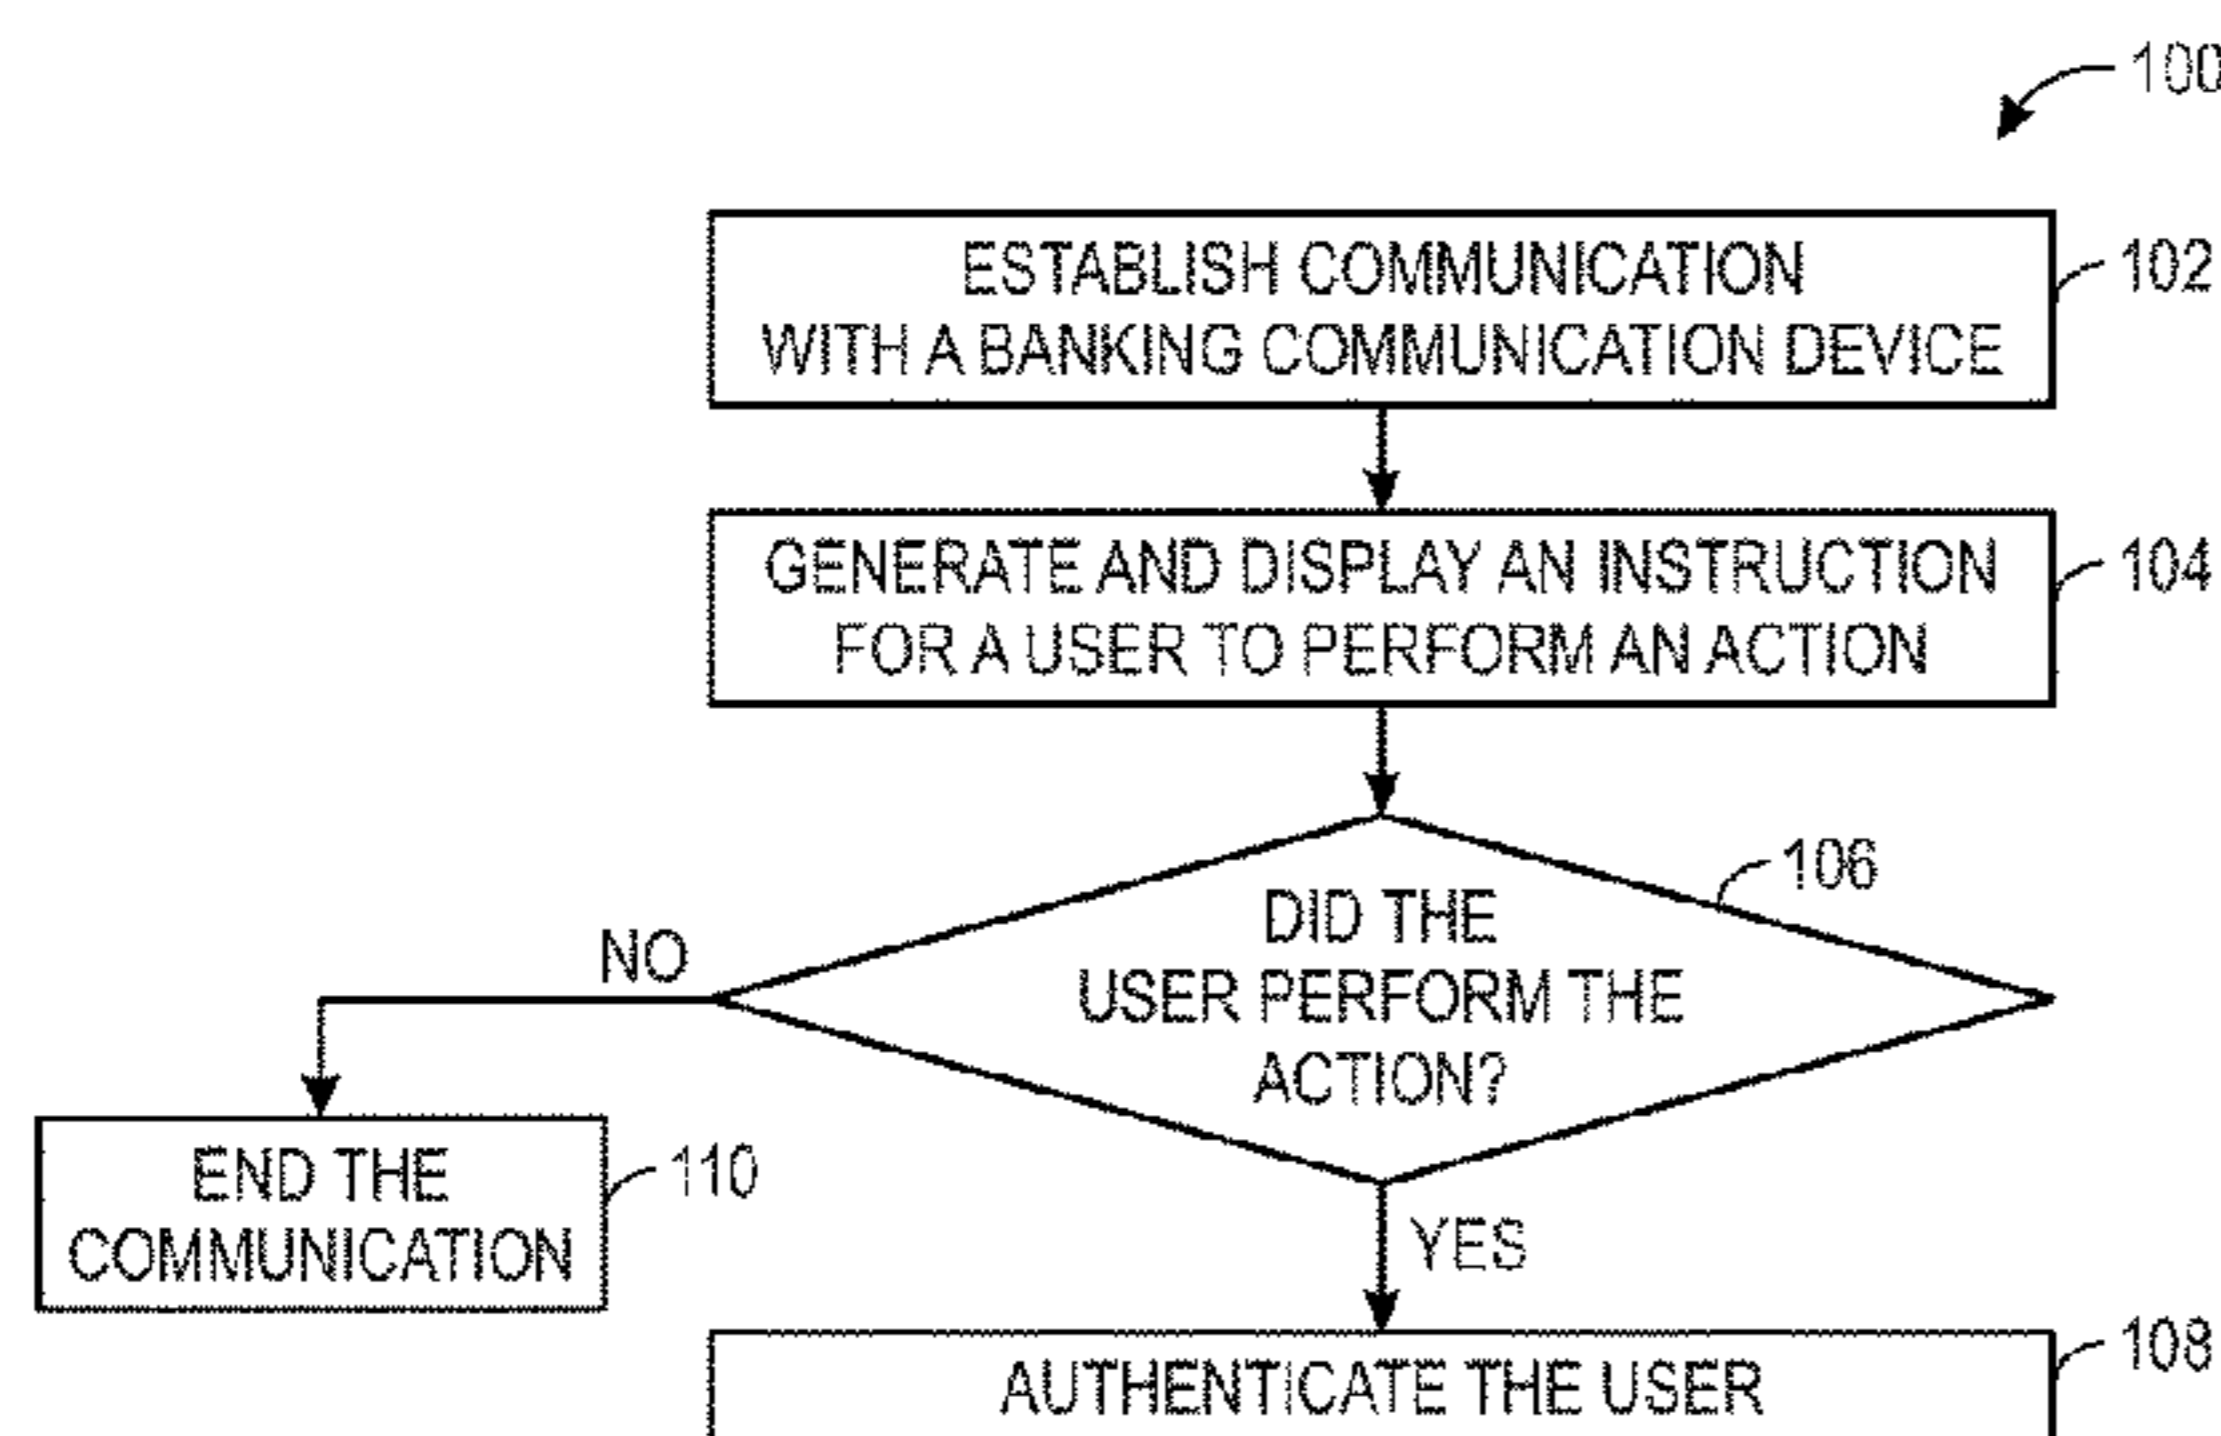 100
ESTABLISH COMMUNICATION
WITH A BANKING COMMUNICATION DEVICE
102
GENERATE AND DISPLAY AN INSTRUCTION
FOR A USER TO PERFORM AN ACTION
104
106
DID THE
USER PERFORM THE
ACTION?
NO
END THE
COMMUNICATION
110
YES
AUTHENTICATE THE USER
108